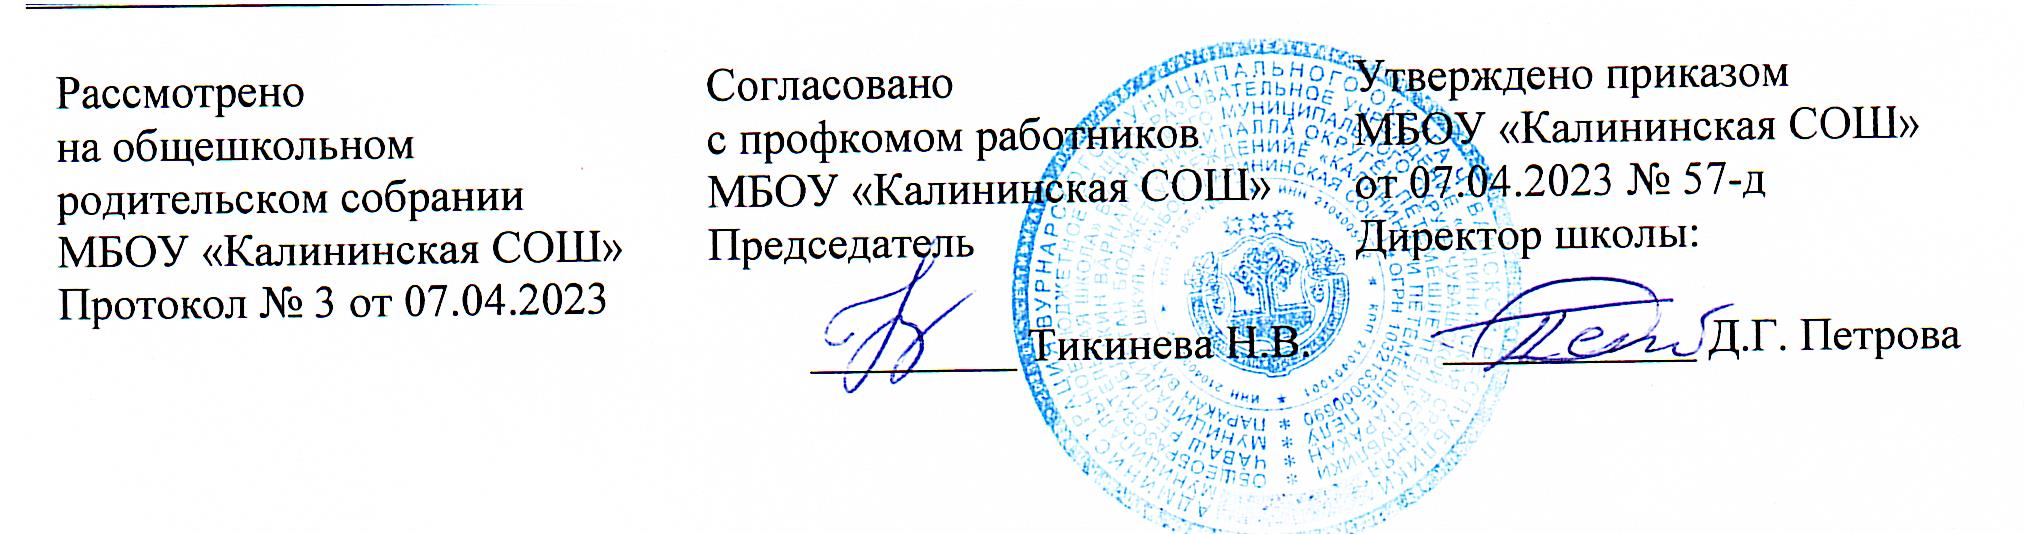 Рассмотрено
на общешкольном
родительском собрании
МБОУ «Калининская СОШ»
Протокол № 3 от 07.04.2023
Согласовано
с профкомом работников
МБОУ «Калининская СОШ»
Председатель
Тикинева Н.В.
Утверждено приказом
МБОУ «Калининская СОШ»
от 07.04.2023 № 57-д
Директор школы:
Д.Г. Петрова